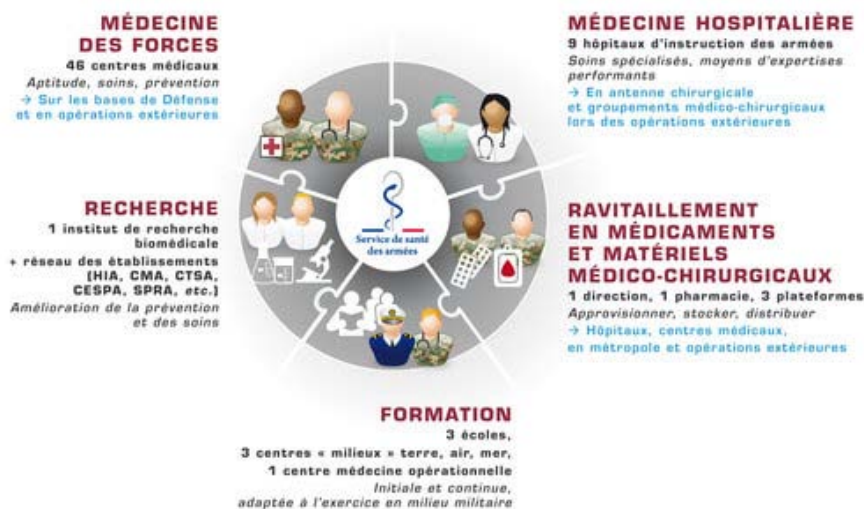 MÉDECINE
DES FORCES
46 centres médicaux
Aptitude, soins, prévention
→ Sur les bases de Défense
et en opérations extérieures
MÉDECINE HOSPITALIÈRE
9 hôpitaux d'instruction des armées
Soins spécialisés, moyens d'expertises
performants
→ En antenne chirurgicale
et groupements médico-chirurgicaux
lors des opérations extérieures
RECHERCHE
1 institut de recherche
biomédicale
+ réseau des établissements
(HIA, CMA, CTSA,
CESPA, SPRA, etc.)
Amélioration de la prévention
et des soins
Service de santé
des armées
RAVITAILLEMENT
EN MÉDICAMENTS
ET MATÉRIELS
MÉDICO-CHIRURGICAUX
1 direction, 1 pharmacie, 3 plateformes
Approvisionner, stocker, distribuer
→ Hôpitaux, centres médicaux,
en métropole et opérations extérieures
FORMATION
3 écoles,
3 centres « milieux » terre, air, mer,
1 centre médecine opérationnelle
Initiale et continue,
adaptée à l'exercice en milieu militaire